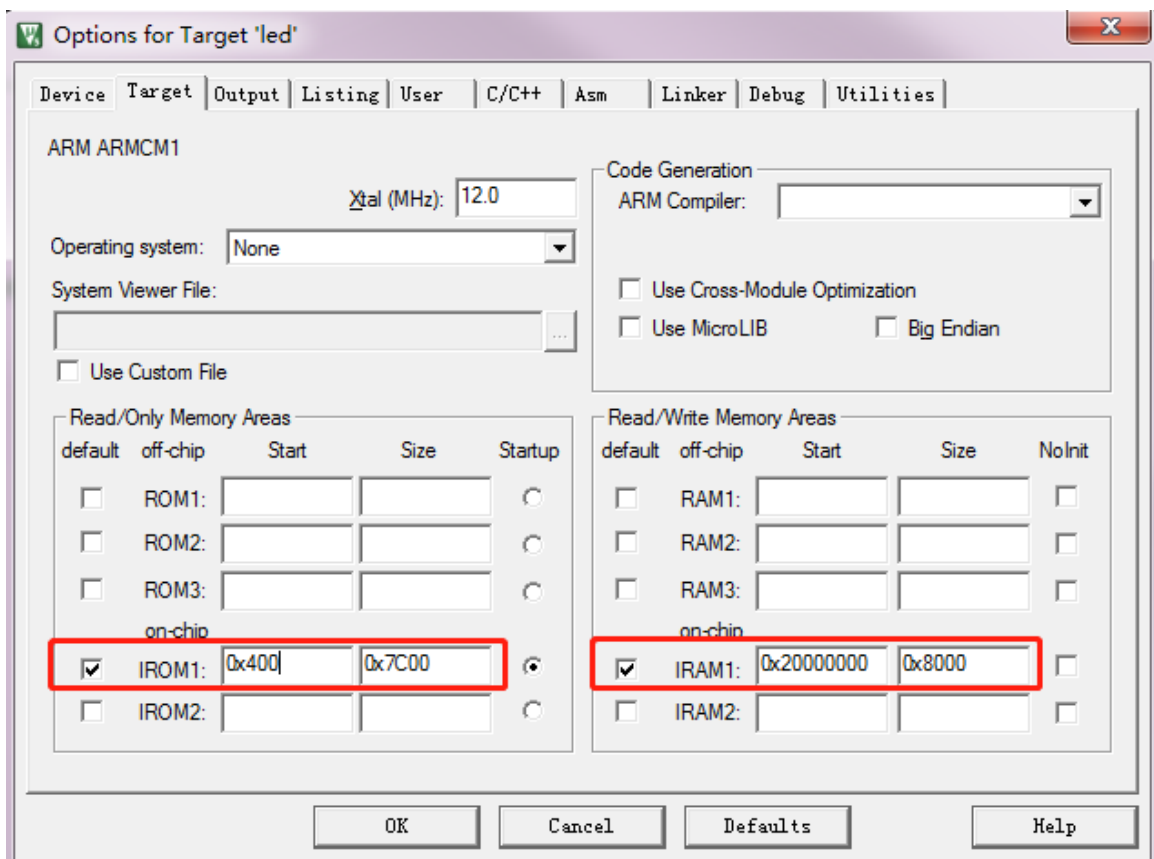 Options for Target 'led'
Device Target Output Listing User C/C++ Asm Linker Debug Utilities
ARM ARMCM1
Xtal (MHz): 12.0
Operating system: None
System Viewer File:
...
Use Custom File
Code Generation
ARM Compiler:
Use Cross-Module Optimization
Use MicroLIB Big Endian
Read/Only Memory Areas
default off-chip Start Size Startup
ROM1:
ROM2:
ROM3:
on-chip
IROM1: 0x400 0x7C00
IROM2:
Read/Write Memory Areas
default off-chip Start Size NoInit
RAM1:
RAM2:
RAM3:
on-chip
IRAM1: 0x20000000 0x8000
IRAM2:
OK Cancel Defaults Help